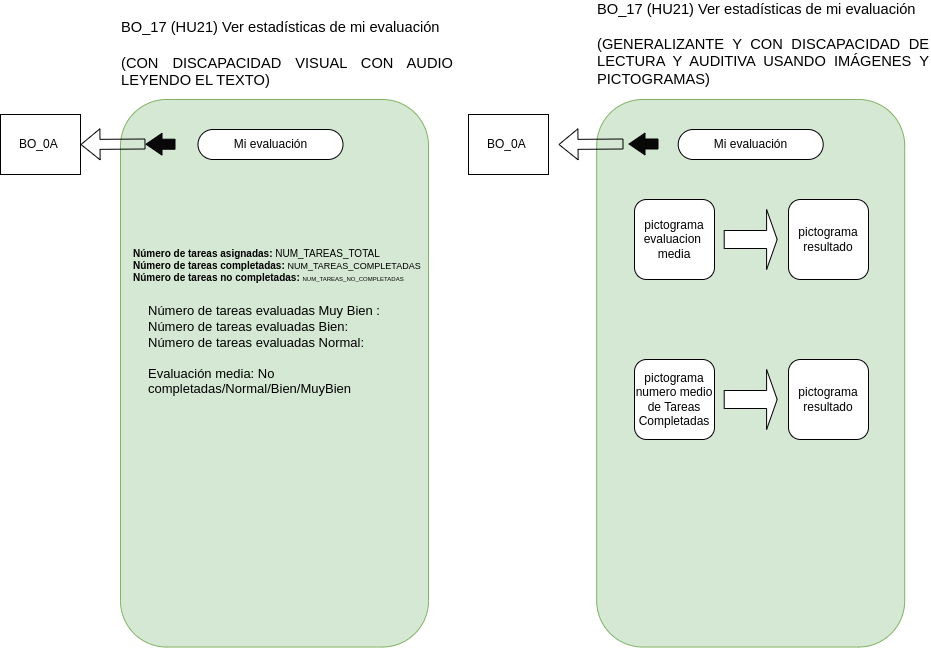 BO_17 (HU21) Ver estadísticas de mi evaluación
(CON DISCAPACIDAD VISUAL CON AUDIO
LEYENDO EL TEXTO)
BO_0A
Mi evaluación
Número de tareas asignadas: NUM_TAREAS_TOTAL
Número de tareas completadas: NUM_TAREAS_COMPLETADAS
Número de tareas no completadas: NUM_TAREAS_NO_COMPLETADAS
Número de tareas evaluadas Muy Bien :
Número de tareas evaluadas Bien:
Número de tareas evaluadas Normal:
Evaluación media: No
completadas/Normal/Bien/MuyBien
BO_17 (HU21) Ver estadísticas de mi evaluación
(GENERALIZANTE Y CON DISCAPACIDAD DE
LECTURA Y AUDITIVA USANDO IMÁGENES Y
PICTOGRAMAS)
BO_0A
Mi evaluación
pictograma
evaluacion
media
pictograma
resultado
pictograma
numero medio
de Tareas
Completadas
pictograma
resultado